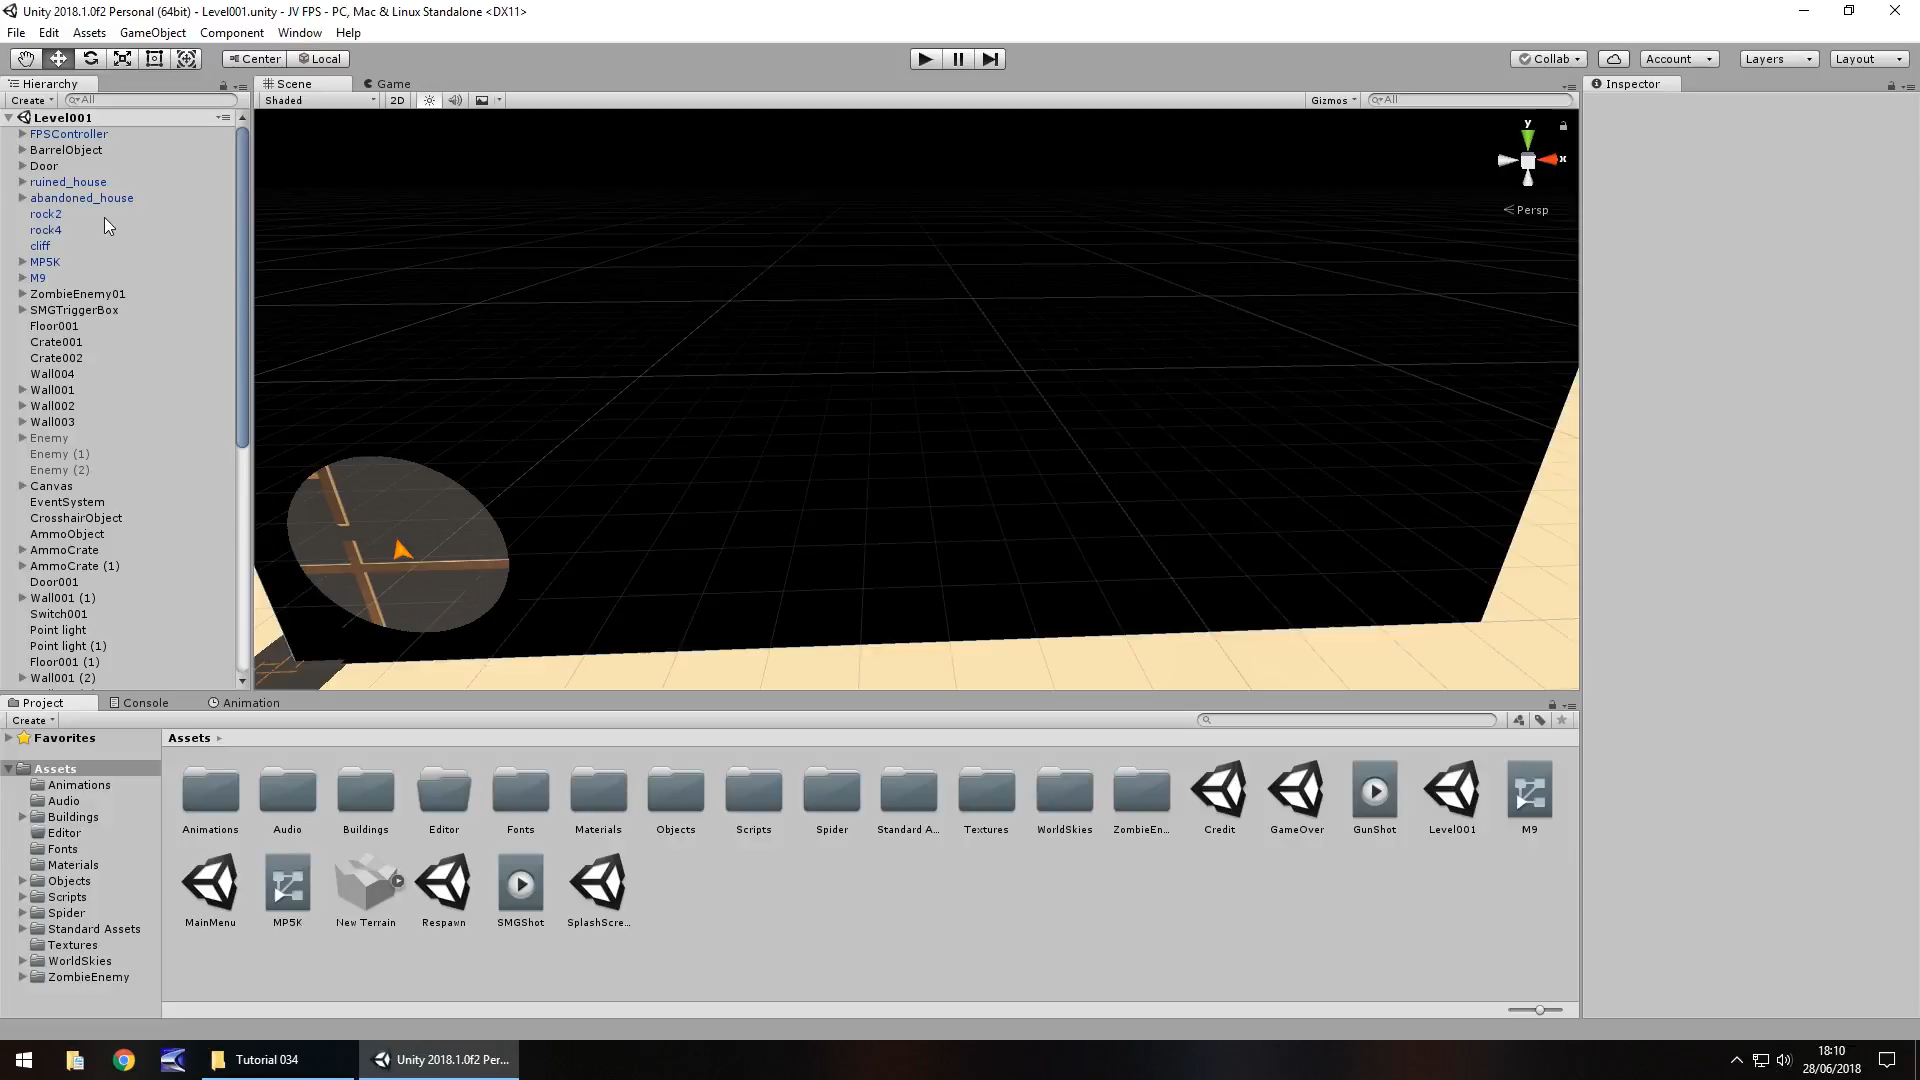 Unity 2018.1.0f2 Personal (64bit) - Level001.unity - JV FPS - PC, Mac & Linux Standalone <DX11>
File Edit Assets GameObject Component Window Help
Center Local Collab Account Layers Layout
Hierarchy Scene Game Inspector
Create All Shaded 2D Gizmos All
Level001
FPSController
BarrelObject
Door
ruined_house
abandoned_house
rock2
rock4
cliff
MP5K
M9
ZombieEnemy01
SMGTriggerBox
Floor001
Crate001
Crate002
Wall004
Wall001
Wall002
Wall003
Enemy
Enemy (1)
Enemy (2)
Canvas
EventSystem
CrosshairObject
AmmoObject
AmmoCrate
AmmoCrate (1)
Door001
Wall001 (1)
Switch001
Point light
Point light (1)
Floor001 (1)
Wall001 (2)
y
x
Persp
Project Console Animation
Create
Favorites
Assets
Animations
Audio
Buildings
Editor
Fonts
Materials
Objects
Scripts
Spider
Standard Assets
Textures
WorldSkies
ZombieEnemy
Assets
Animations Audio Buildings Editor Fonts Materials Objects Scripts Spider Standard A... Textures WorldSkies ZombieEn... Credit GameOver GunShot Level001 M9
MainMenu MP5K New Terrain Respawn SMGShot SplashScre...
Tutorial 034 Unity 2018.1.0f2 Per...
18:10
28/06/2018